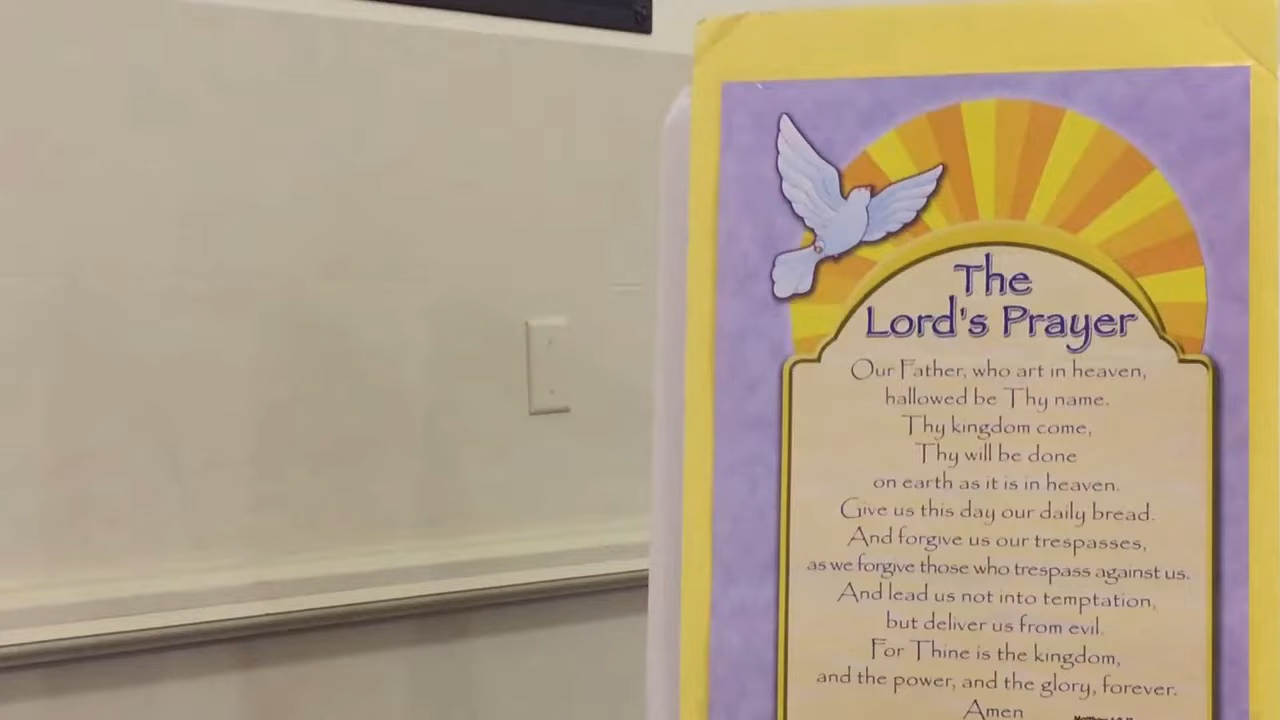 The
Lord's Prayer
Our Father, who art in heaven,
hallowed be Thy name.
Thy kingdom come,
Thy will be done
on earth as it is in heaven.
Give us this day our daily bread.
And forgive us our trespasses,
as we forgive those who trespass against us.
And lead us not into temptation,
but deliver us from evil.
For Thine is the kingdom,
and the power, and the glory, forever.
Amen